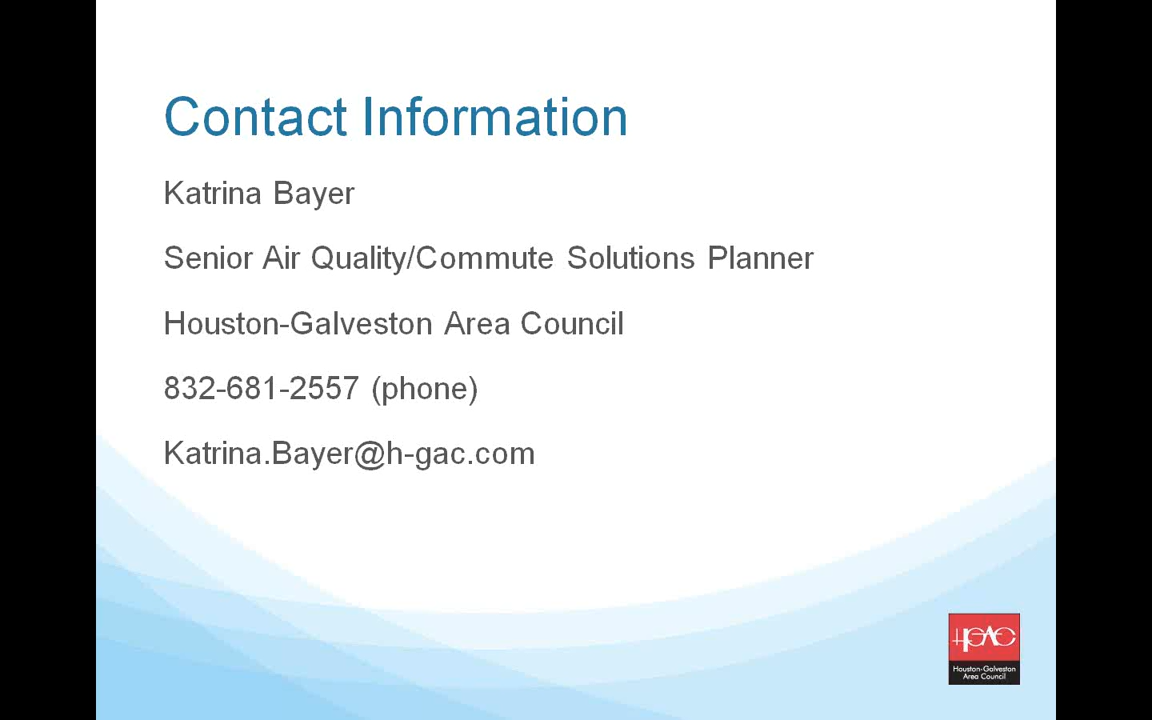 Contact Information
Katrina Bayer
Senior Air Quality/Commute Solutions Planner
Houston-Galveston Area Council
832-681-2557 (phone)
Katrina.Bayer@h-gac.com
HGAC
Houston-Galveston
Area Council